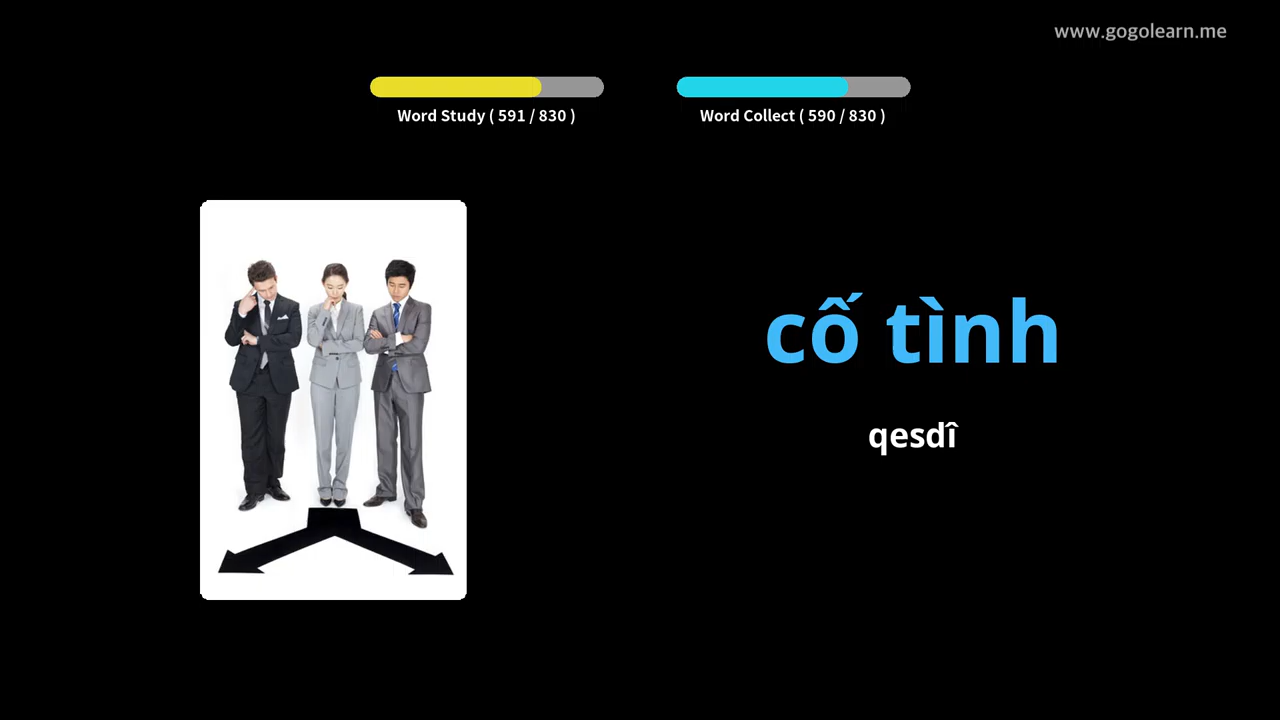 www.gogolearn.me
Word Study ( 591 / 830 )
Word Collect ( 590 / 830 )
cố tình
qesdî